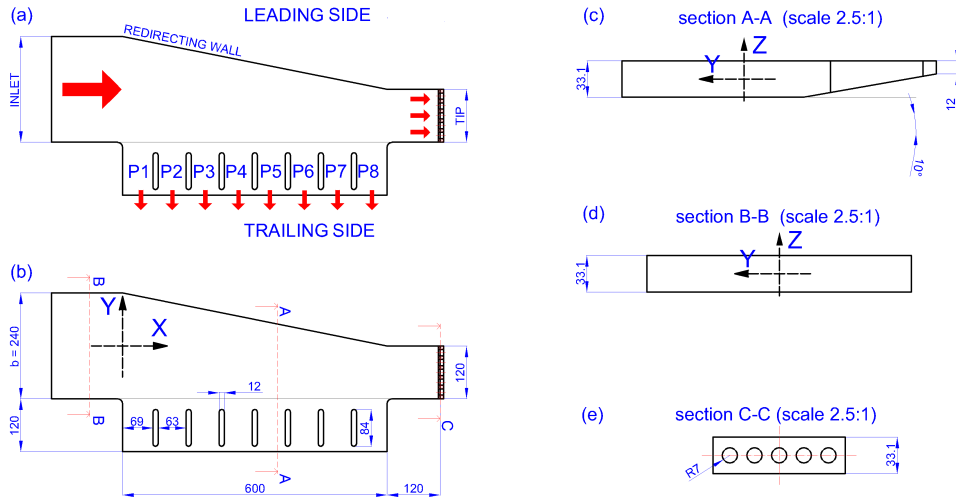 (a)
LEADING SIDE
REDIRECTING WALL
INLET
TIP
P1 P2 P3 P4 P5 P6 P7 P8
TRAILING SIDE
(b)
B
Y
X
A
b = 240
120
12
120
B
69
63
84
C
A
600
120
(c)
section A-A (scale 2.5:1)
Z
Y
33.1
12
10°
(d)
section B-B (scale 2.5:1)
Z
Y
33.1
(e)
section C-C (scale 2.5:1)
R7
33.1